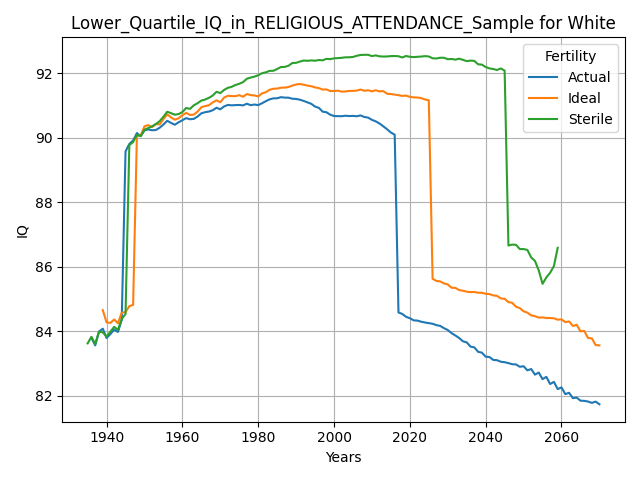 Lower_Quartile_IQ_in_RELIGIOUS_ATTENDANCE_Sample for White
Fertility
Actual
Ideal
Sterile
IQ
92
90
88
86
84
82
1940 1960 1980 2000 2020 2040 2060
Years